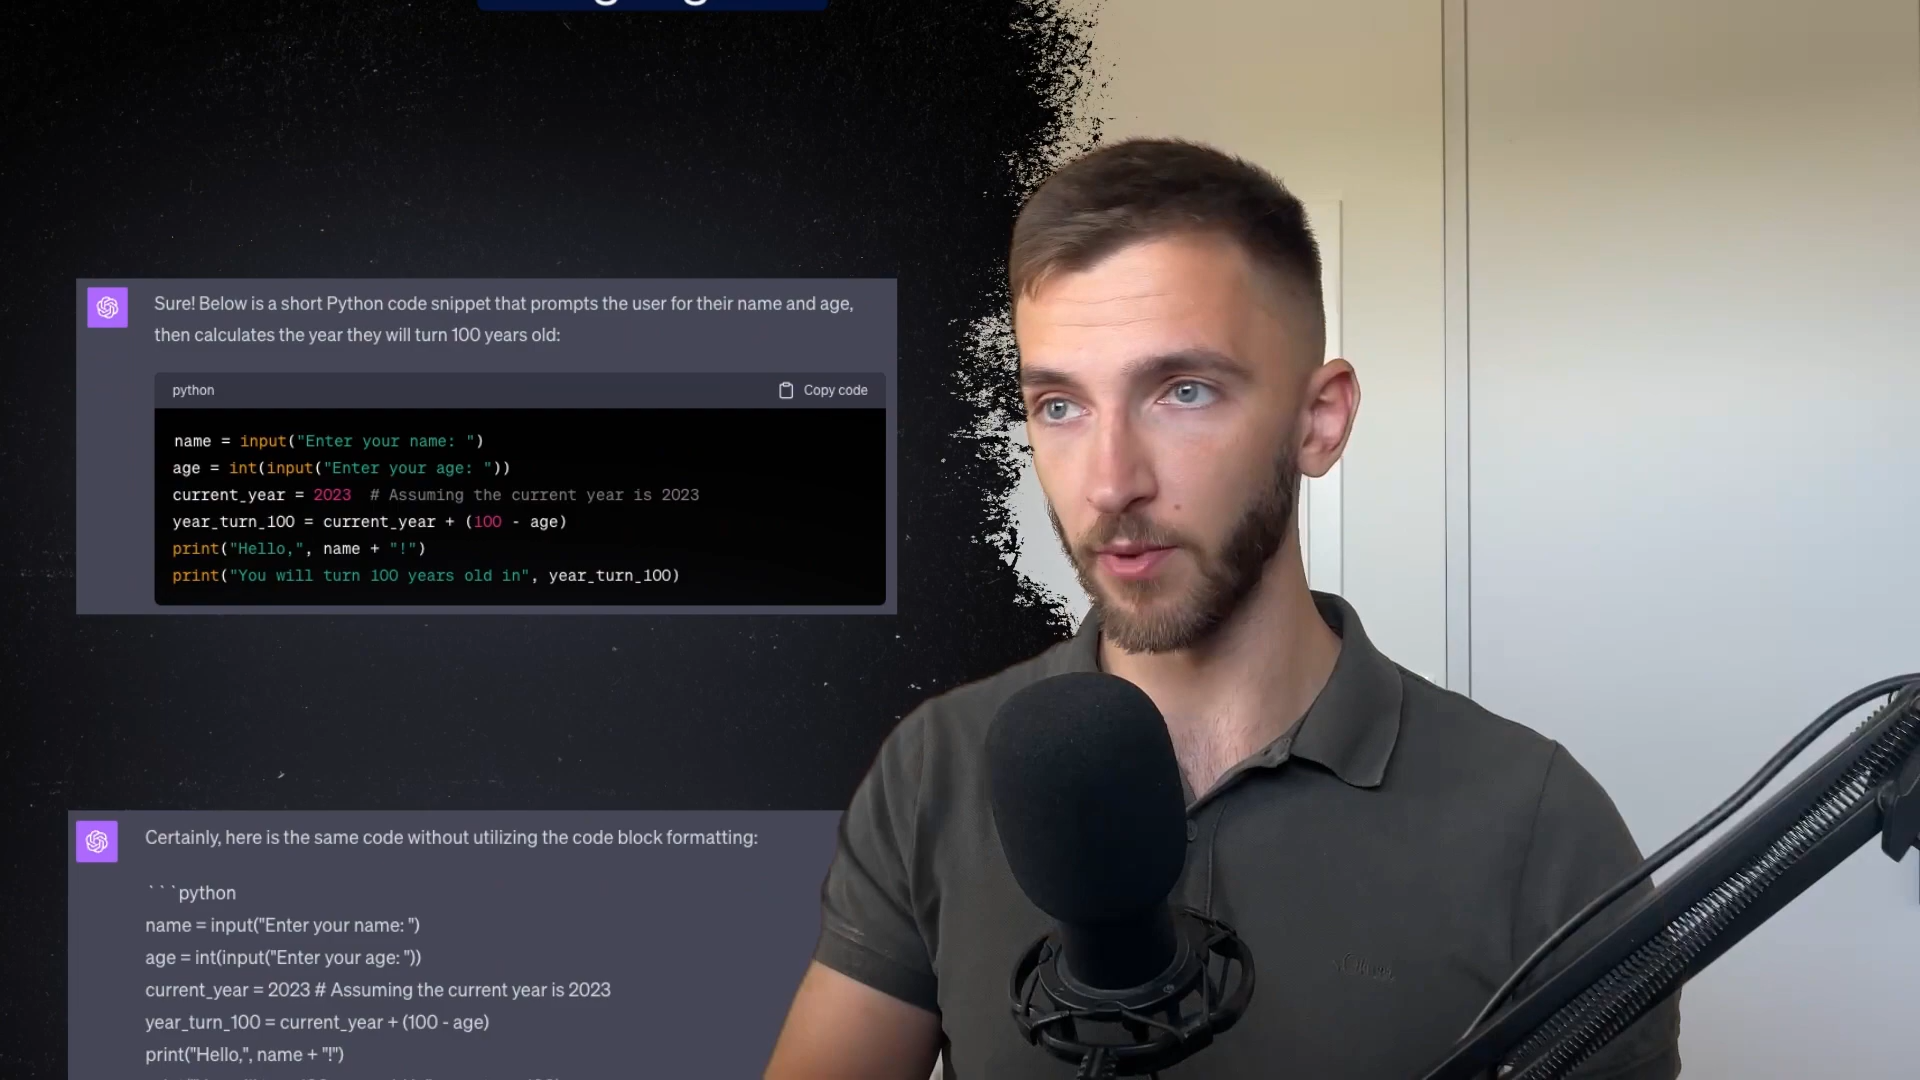 Sure! Below is a short Python code snippet that prompts the user for their name and age,
then calculates the year they will turn 100 years old:
python
Copy code
name = input("Enter your name: ")
age = int(input("Enter your age: "))
current_year = 2023  # Assuming the current year is 2023
year_turn_100 = current_year + (100 - age)
print("Hello,", name + "!")
print("You will turn 100 years old in", year_turn_100)
Certainly, here is the same code without utilizing the code block formatting:
```python
name = input("Enter your name: ")
age = int(input("Enter your age: "))
current_year = 2023 # Assuming the current year is 2023
year_turn_100 = current_year + (100 - age)
print("Hello,", name + "!")